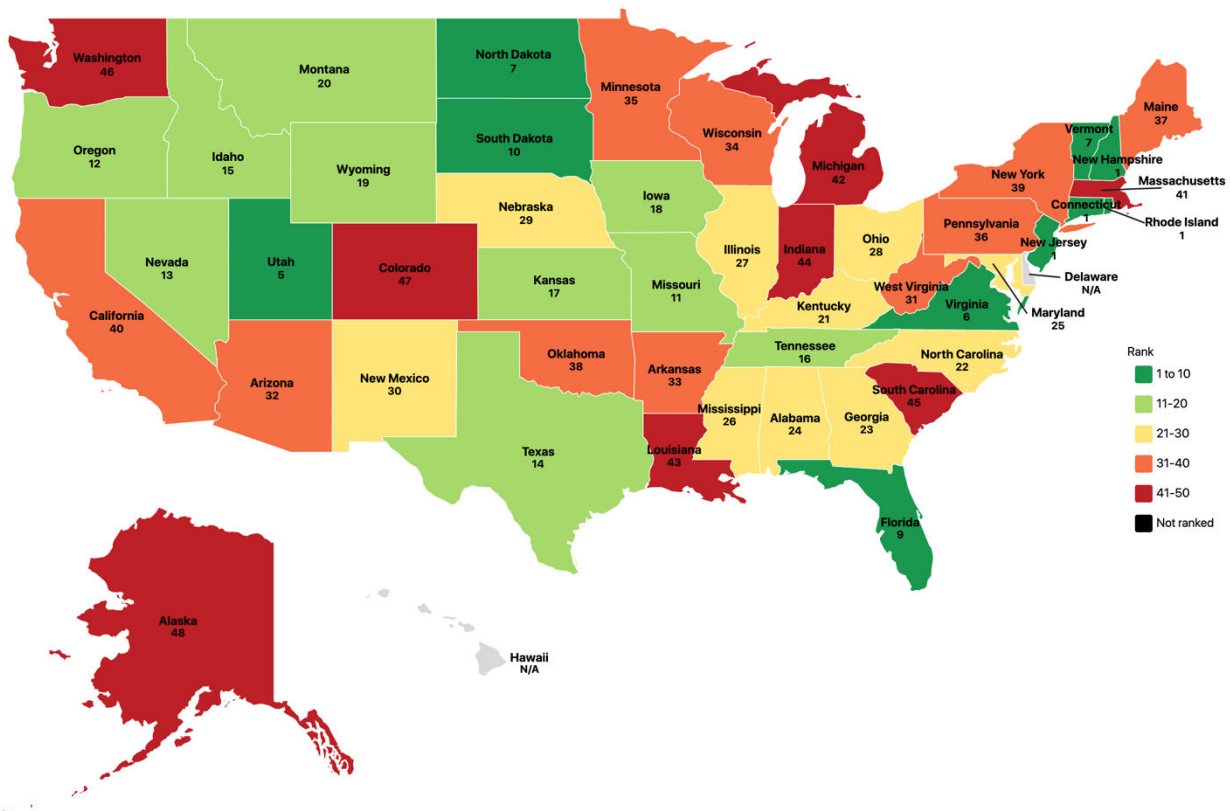 Washington
46
Montana
20
North Dakota
7
Minnesota
35
Wisconsin
34
Michigan
42
Vermont
7
Maine
37
New Hampshire
1
Massachusetts
41
Oregon
12
Idaho
15
Wyoming
19
South Dakota
10
Iowa
18
New York
39
Connecticut
1
Rhode Island
1
Nebraska
29
Illinois
27
Indiana
44
Ohio
28
Pennsylvania
36
New Jersey
1
Delaware
N/A
Nevada
13
Utah
5
Colorado
47
Kansas
17
Missouri
11
Kentucky
21
West Virginia
31
Virginia
6
Maryland
25
California
40
Arizona
32
New Mexico
30
Oklahoma
38
Arkansas
33
Tennessee
16
North Carolina
22
South Carolina
45
Texas
14
Louisiana
43
Mississippi
26
Alabama
24
Georgia
23
Florida
9
Alaska
48
Hawaii
N/A
Rank
1 to 10
11-20
21-30
31-40
41-50
Not ranked